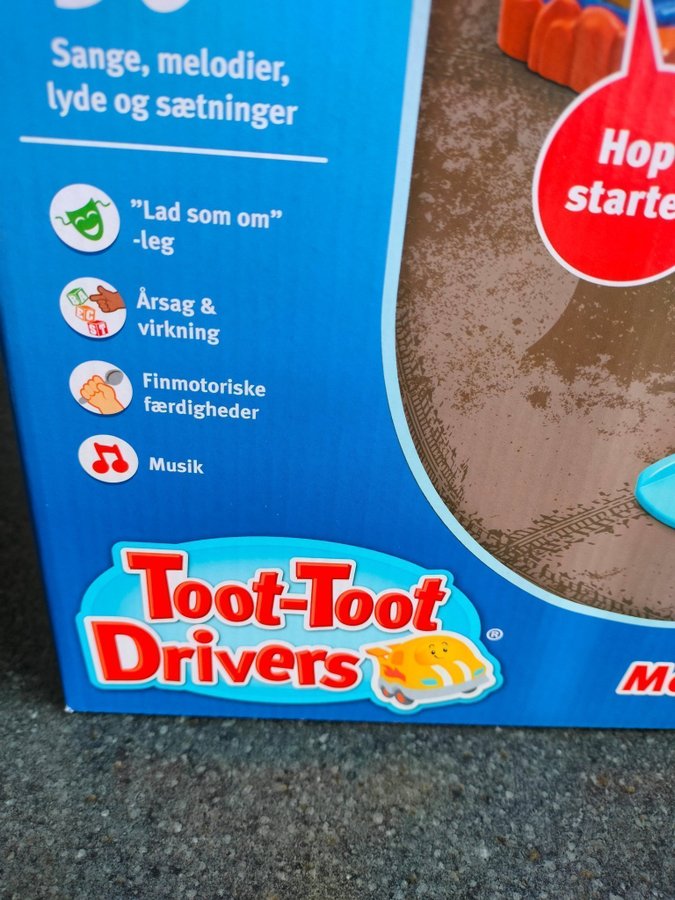 Sange, melodier,
lyde og sætninger
”Lad som om”
-leg
Årsag &
virkning
Finmotoriske
færdigheder
Musik
Hop
starte
Toot-Toot
Drivers
®